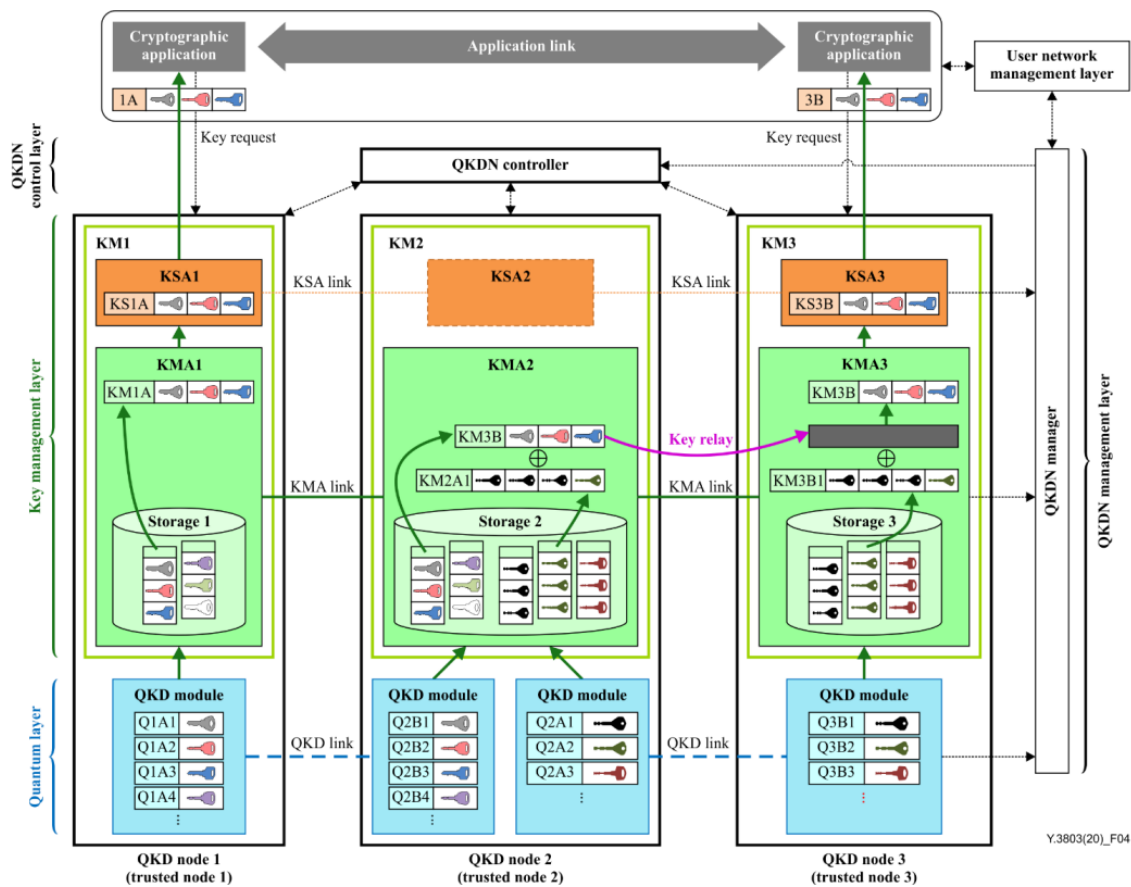 Cryptographic
application
Application link
Cryptographic
application
User network
management layer
1A
3B
Key request
Key request
QKDN
control layer
QKDN controller
KM1
KM2
KM3
KSA1
KSA link
KSA2
KSA link
KSA3
KS1A
KS3B
Key management layer
KMA1
KMA2
KMA3
KM1A
KM3B
KM3B
Key relay
KM2A1
KM3B1
KMA link
KMA link
Storage 1
Storage 2
Storage 3
QKDN manager
QKDN management layer
Quantum layer
QKD module
QKD module
QKD module
QKD module
Q1A1
Q2B1
Q2A1
Q3B1
Q1A2
Q2B2
Q2A2
Q3B2
QKD link
QKD link
Q1A3
Q2B3
Q2A3
Q3B3
Q1A4
Q2B4
QKD node 1
(trusted node 1)
QKD node 2
(trusted node 2)
QKD node 3
(trusted node 3)
Y.3803(20)_F04